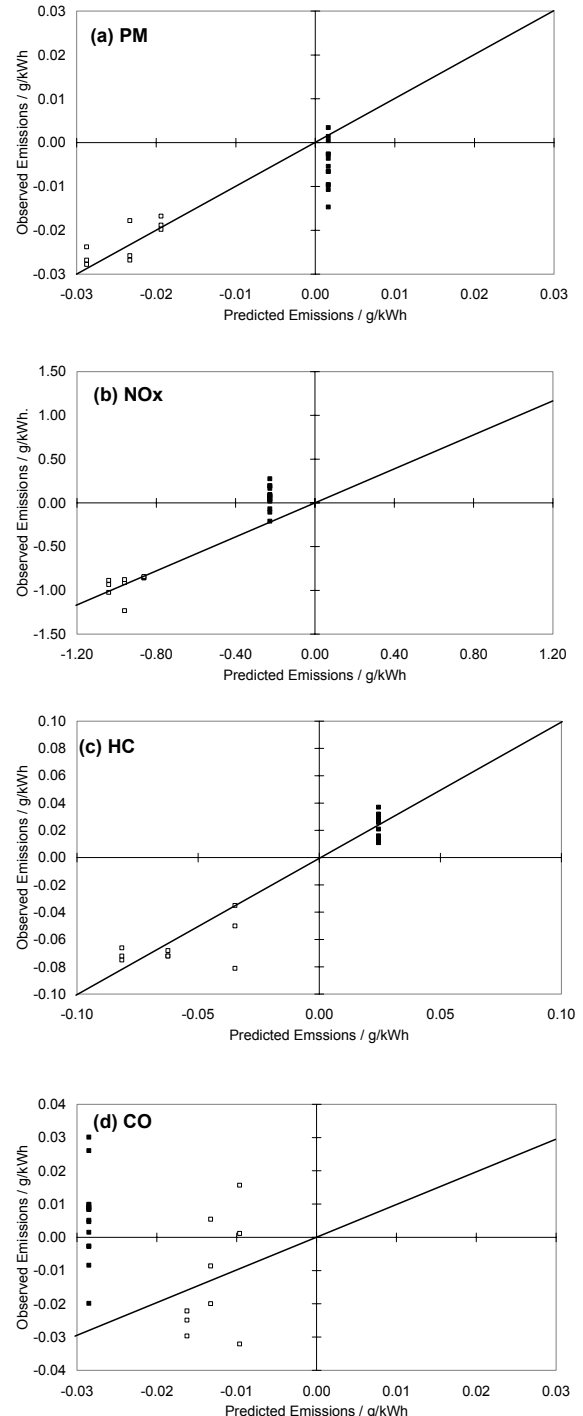 (a) PM
Observed Emissions / g/kWh
0.03
0.02
0.01
0.00
-0.01
-0.02
-0.03
-0.03 -0.02 -0.01 0.00 0.01 0.02 0.03
Predicted Emissions / g/kWh
(b) NOx
Observed Emissions / g/kWh.
1.50
1.00
0.50
0.00
-0.50
-1.00
-1.50
-1.20 -0.80 -0.40 0.00 0.40 0.80 1.20
Predicted Emissions / g/kWh
(c) HC
Observed Emissions / g/kWh
0.10
0.08
0.06
0.04
0.02
0.00
-0.02
-0.04
-0.06
-0.08
-0.10
-0.10 -0.05 0.00 0.05 0.10
Predicted Emssions / g/kWh
(d) CO
Observed Emissions / g/kWh
0.04
0.03
0.02
0.01
0.00
-0.01
-0.02
-0.03
-0.04
-0.03 -0.02 -0.01 0.00 0.01 0.02 0.03
Predicted Emissions / g/kWh